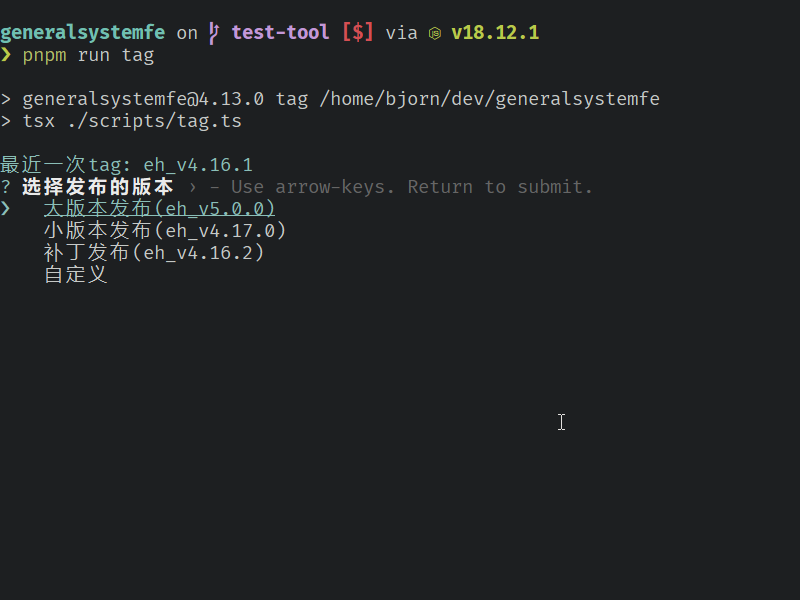 generalsystemfe on test-tool [$] via v18.12.1
❯ pnpm run tag
> generalsystemfe@4.13.0 tag /home/bjorn/dev/generalsystemfe
> tsx ./scripts/tag.ts
最近一次tag: eh_v4.16.1
? 选择发布的版本 › - Use arrow-keys. Return to submit.
❯ 大版本发布(eh_v5.0.0)
小版本发布(eh_v4.17.0)
补丁发布(eh_v4.16.2)
自定义